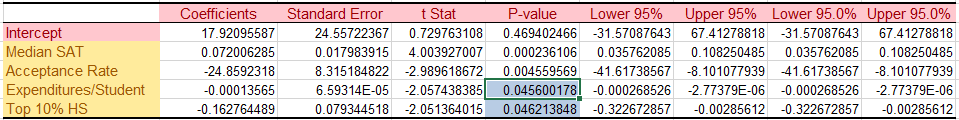 Coefficients Standard Error t Stat P-value Lower 95% Upper 95% Lower 95.0% Upper 95.0%
Intercept 17.92095587 24.55722367 0.729763108 0.469402466 -31.57087643 67.41278818 -31.57087643 67.41278818
Median SAT 0.072006285 0.017983915 4.003927007 0.000236106 0.035762085 0.108250485 0.035762085 0.108250485
Acceptance Rate -24.8592318 8.315184822 -2.989618672 0.004559569 -41.61738567 -8.101077939 -41.61738567 -8.101077939
Expenditures/Student -0.00013565 6.59314E-05 -2.057438385 0.045600178 -0.000268526 -2.77379E-06 -0.000268526 -2.77379E-06
Top 10% HS -0.162764489 0.079344518 -2.051364015 0.046213848 -0.322672857 -0.00285612 -0.322672857 -0.00285612